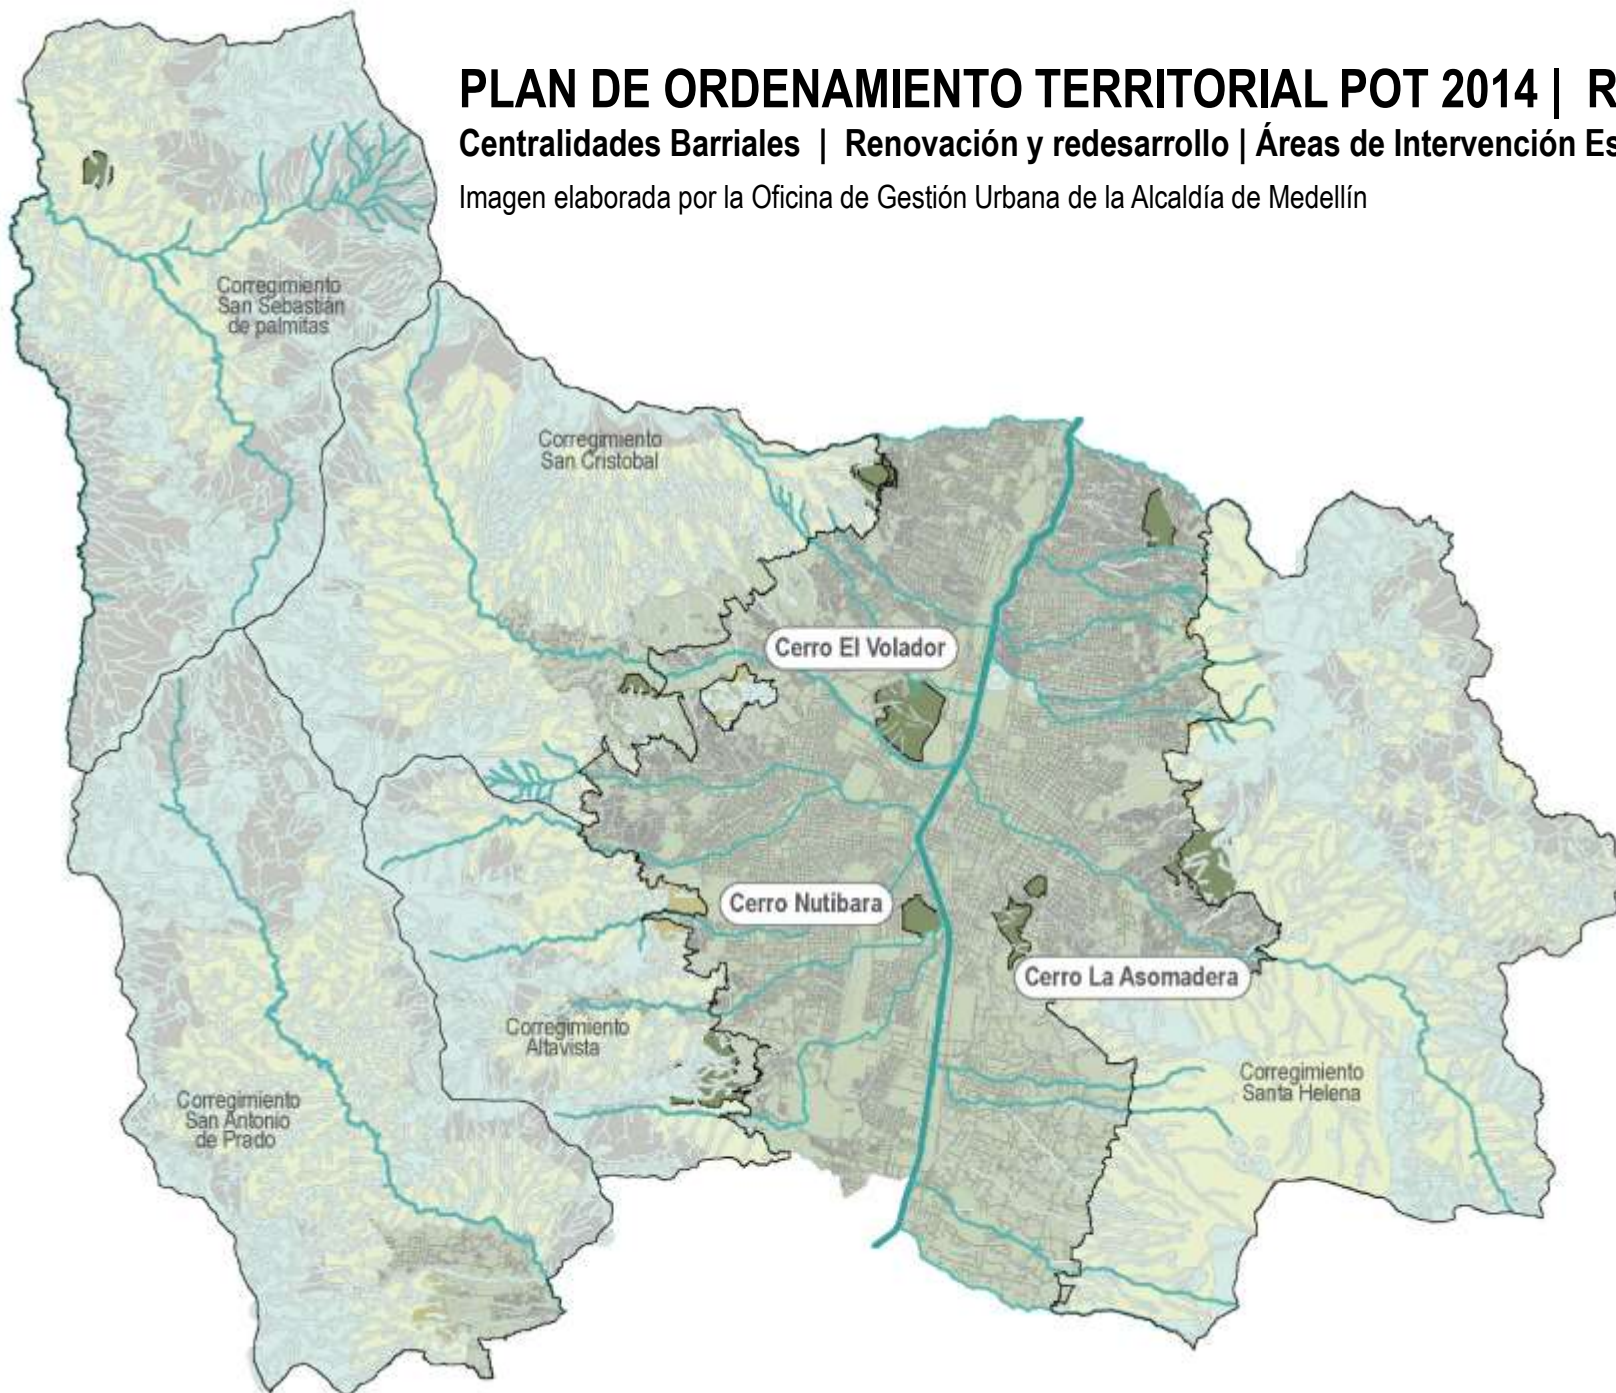 PLAN DE ORDENAMIENTO TERRITORIAL POT 2014 | R
Centralidades Barriales | Renovación y redesarrollo | Áreas de Intervención Es
Imagen elaborada por la Oficina de Gestión Urbana de la Alcaldía de Medellín
Corregimiento
San Sebastián
de palmitas
Corregimiento
San Cristobal
Cerro El Volador
Cerro Nutibara
Cerro La Asomadera
Corregimiento
Altavista
Corregimiento
Santa Helena
Corregimiento
San Antonio
de Prado